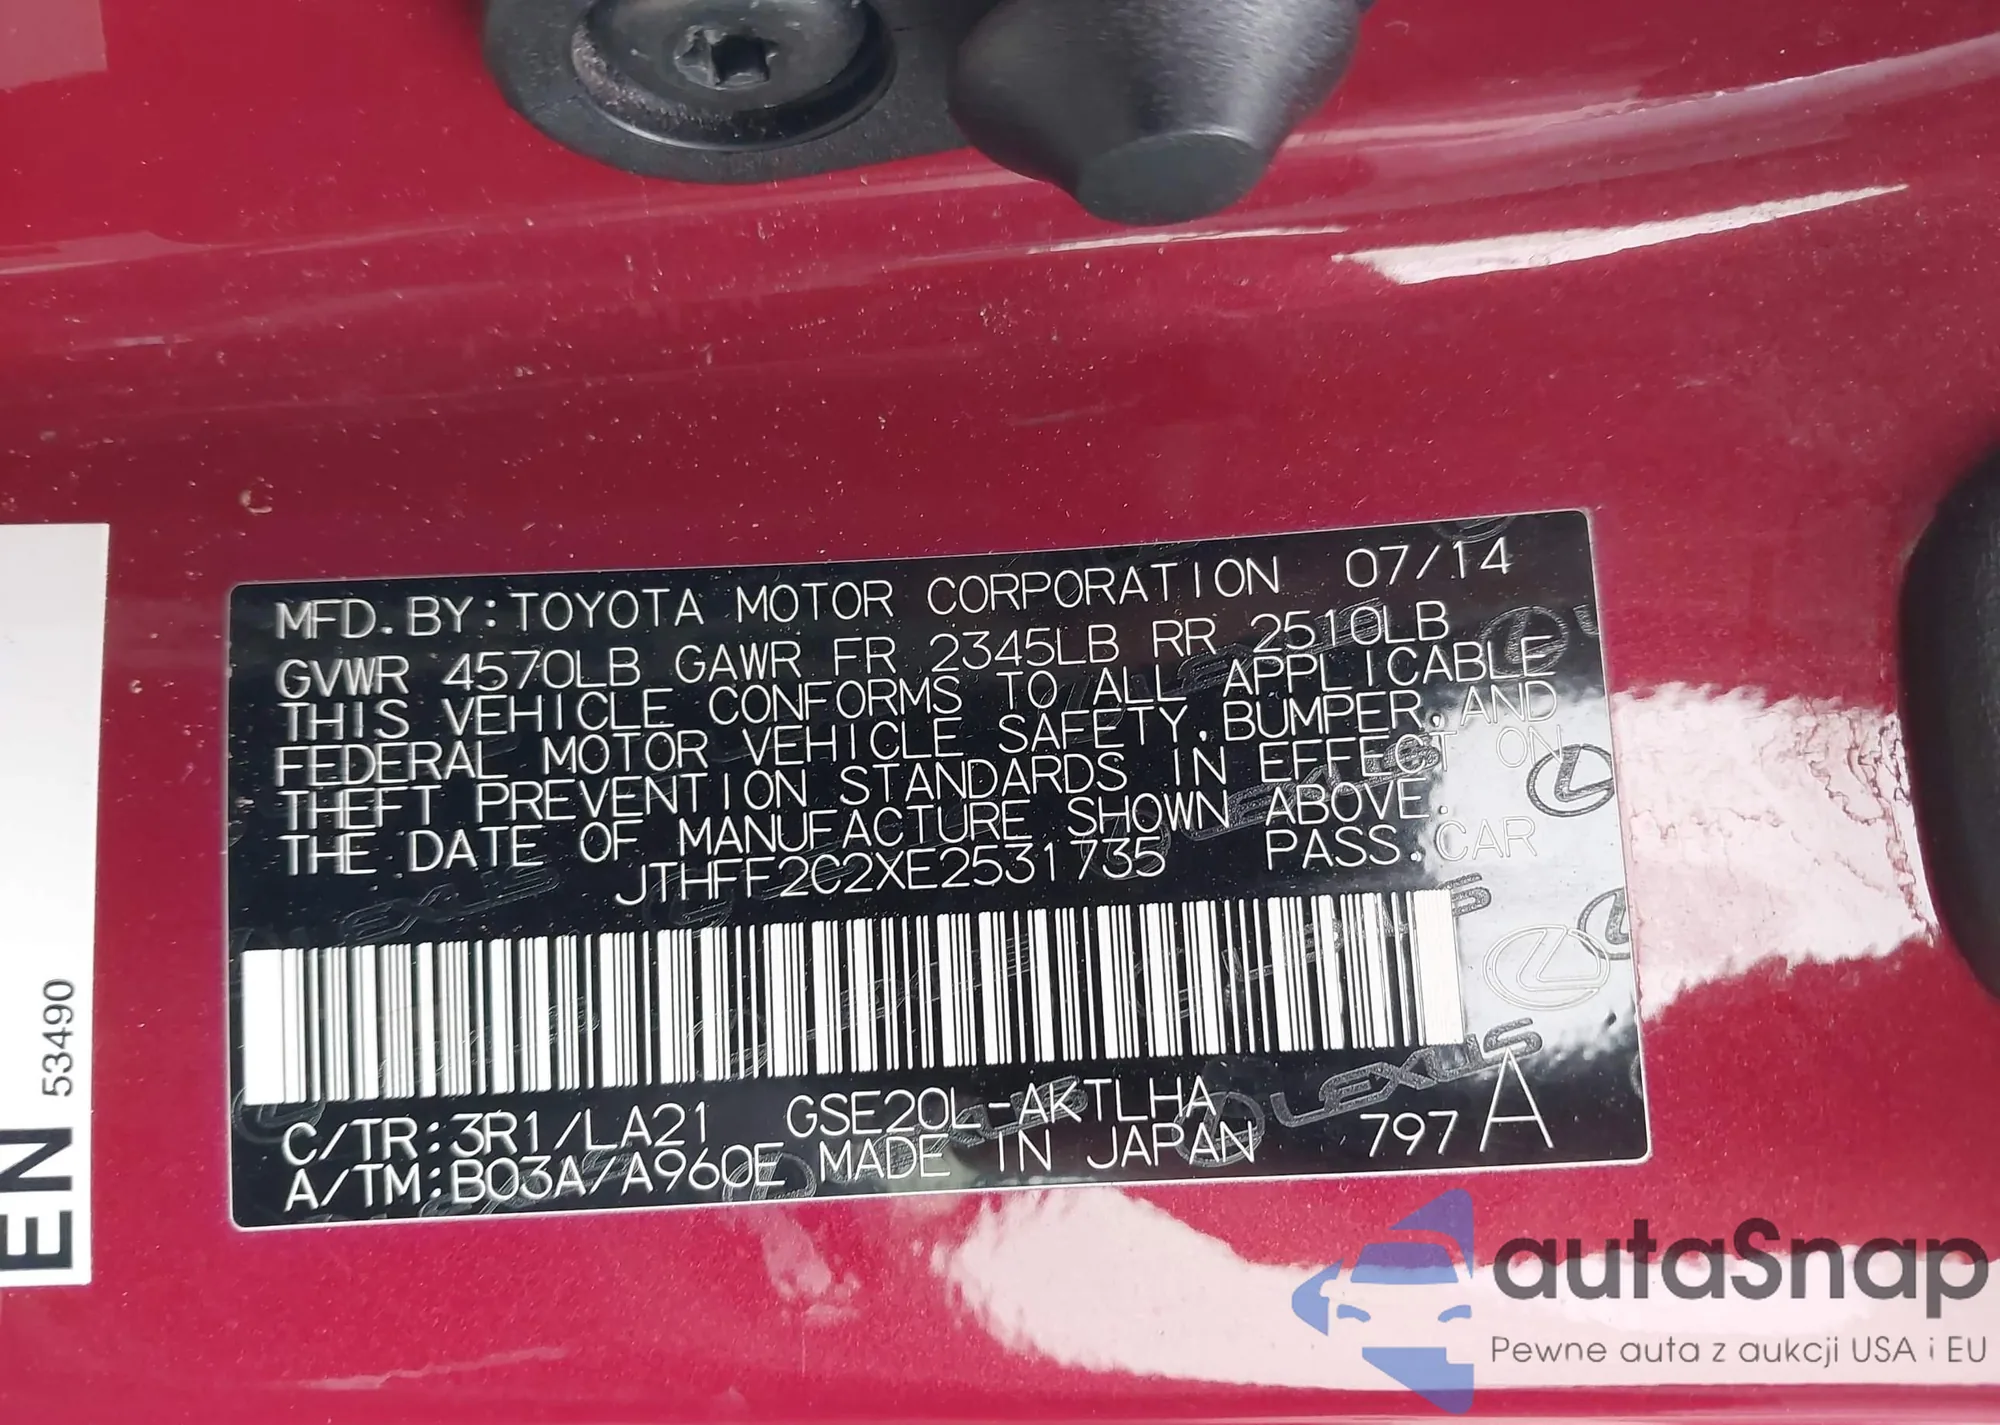 MFD. BY: TOYOTA MOTOR CORPORATION 07/14
GVWR 4570LB GAWR FR 2345LB RR 2510LB
THIS VEHICLE CONFORMS TO ALL APPLICABLE
FEDERAL MOTOR VEHICLE SAFETY, BUMPER, AND
THEFT PREVENTION STANDARDS IN EFFECT ON
THE DATE OF MANUFACTURE SHOWN ABOVE.
JTHFF2C2XE2531735 PASS. CAR
C/TR: 3R1/LA21 GSE20L-AKTLHA
A/TM: B03A/A960E MADE IN JAPAN 797 A
LEXUS
EN 53490
autaSnap
Pewne auta z aukcji USA i EU